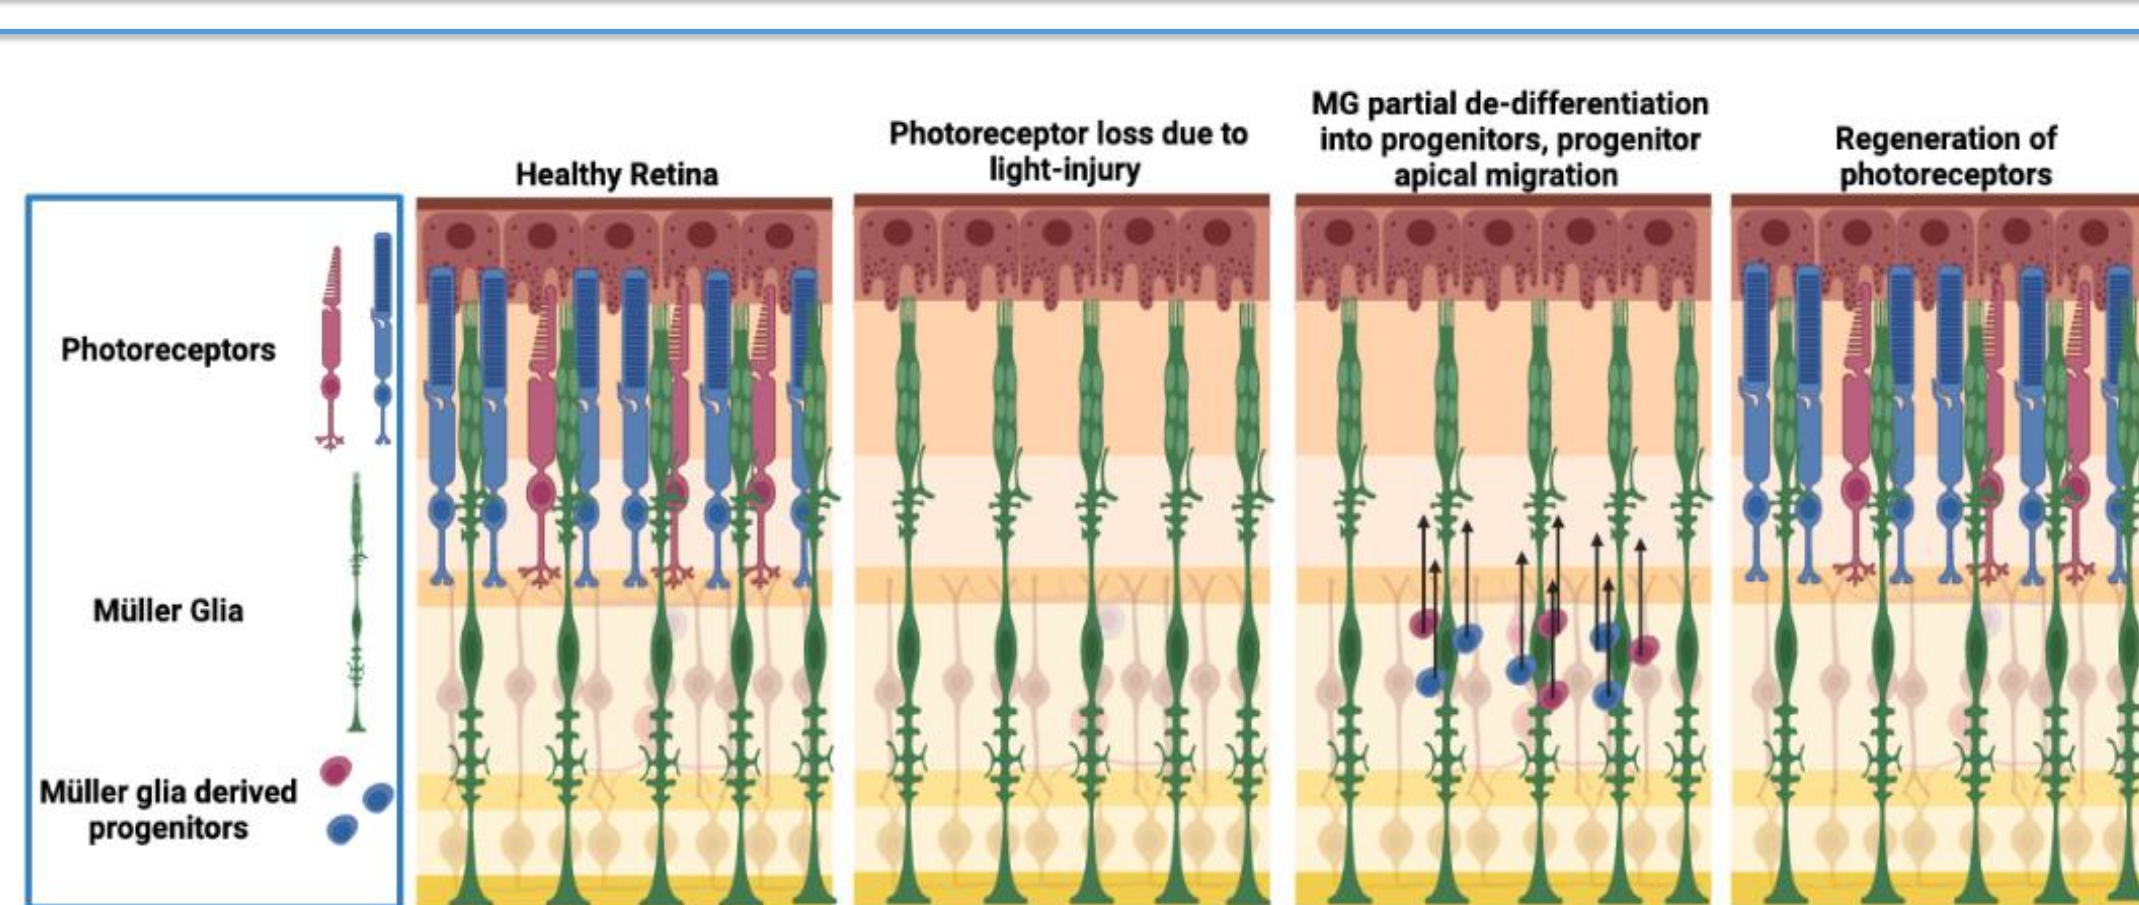 Healthy Retina
Photoreceptor loss due to
light-injury
MG partial de-differentiation
into progenitors, progenitor
apical migration
Regeneration of
photoreceptors
Photoreceptors
Müller Glia
Müller glia derived
progenitors